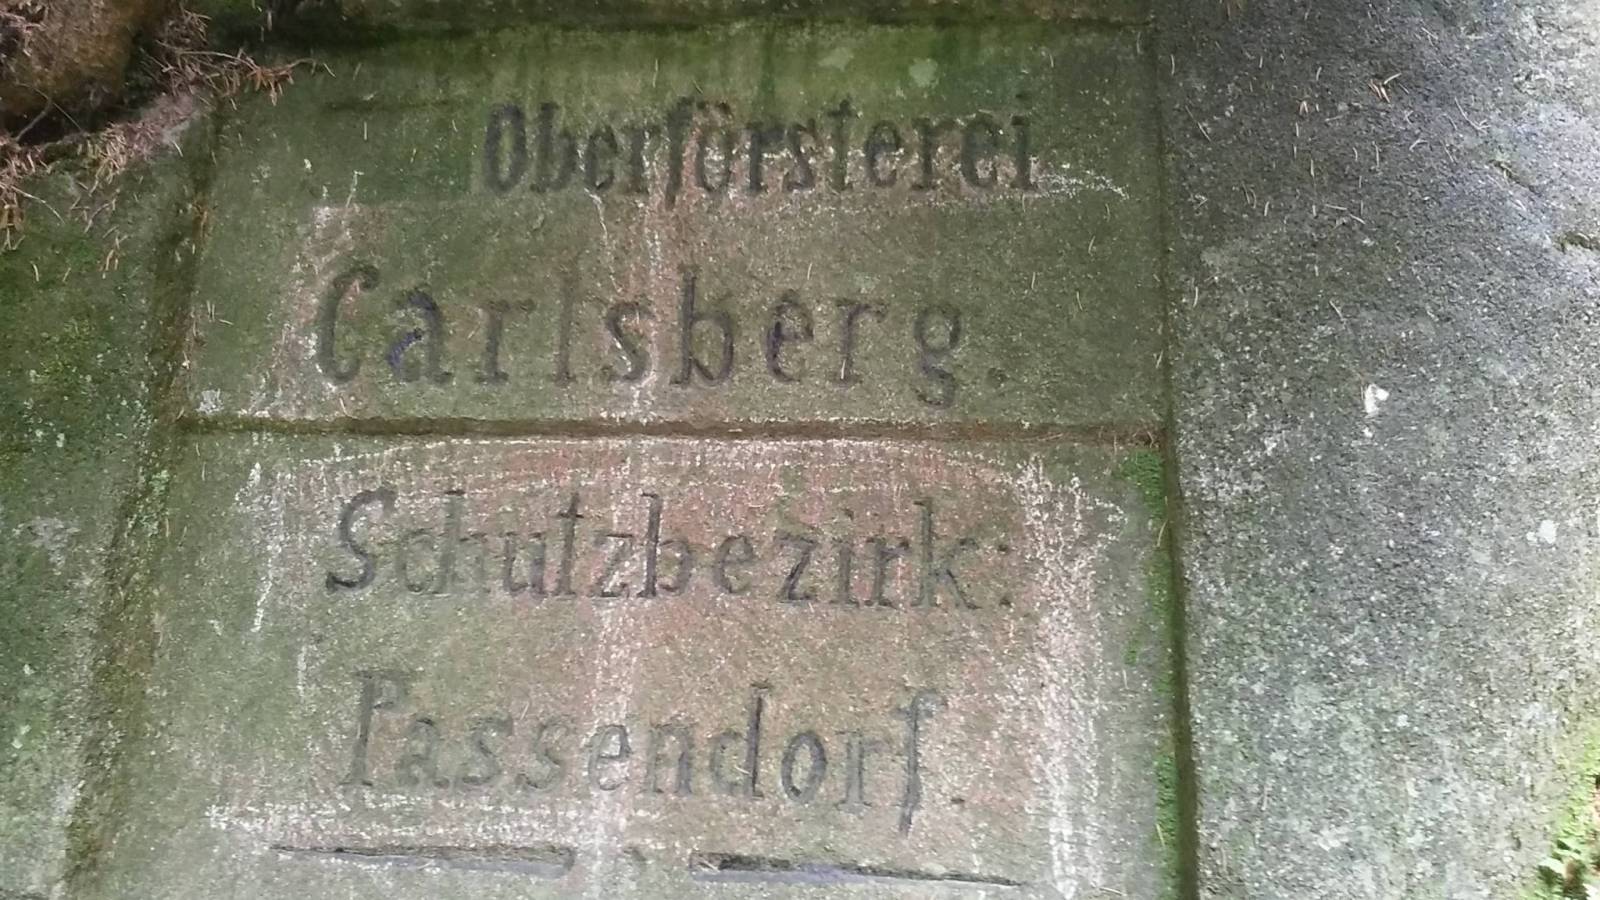 Oberförsterei
Carlsberg.
Schutzbezirk:
Passendorf.